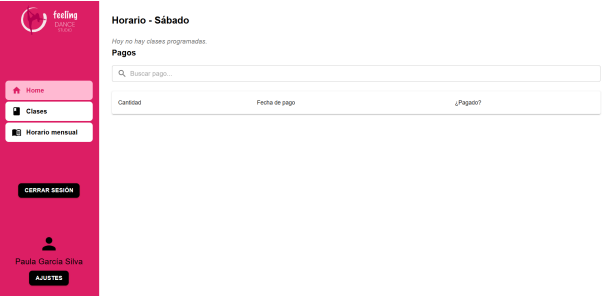 feeling
DANCE
STUDIO
Home
Clases
Horario mensual
CERRAR SESIÓN
Paula García Silva
AJUSTES
Horario - Sábado
Hoy no hay clases programadas.
Pagos
Buscar pago...
Cantidad Fecha de pago ¿Pagado?